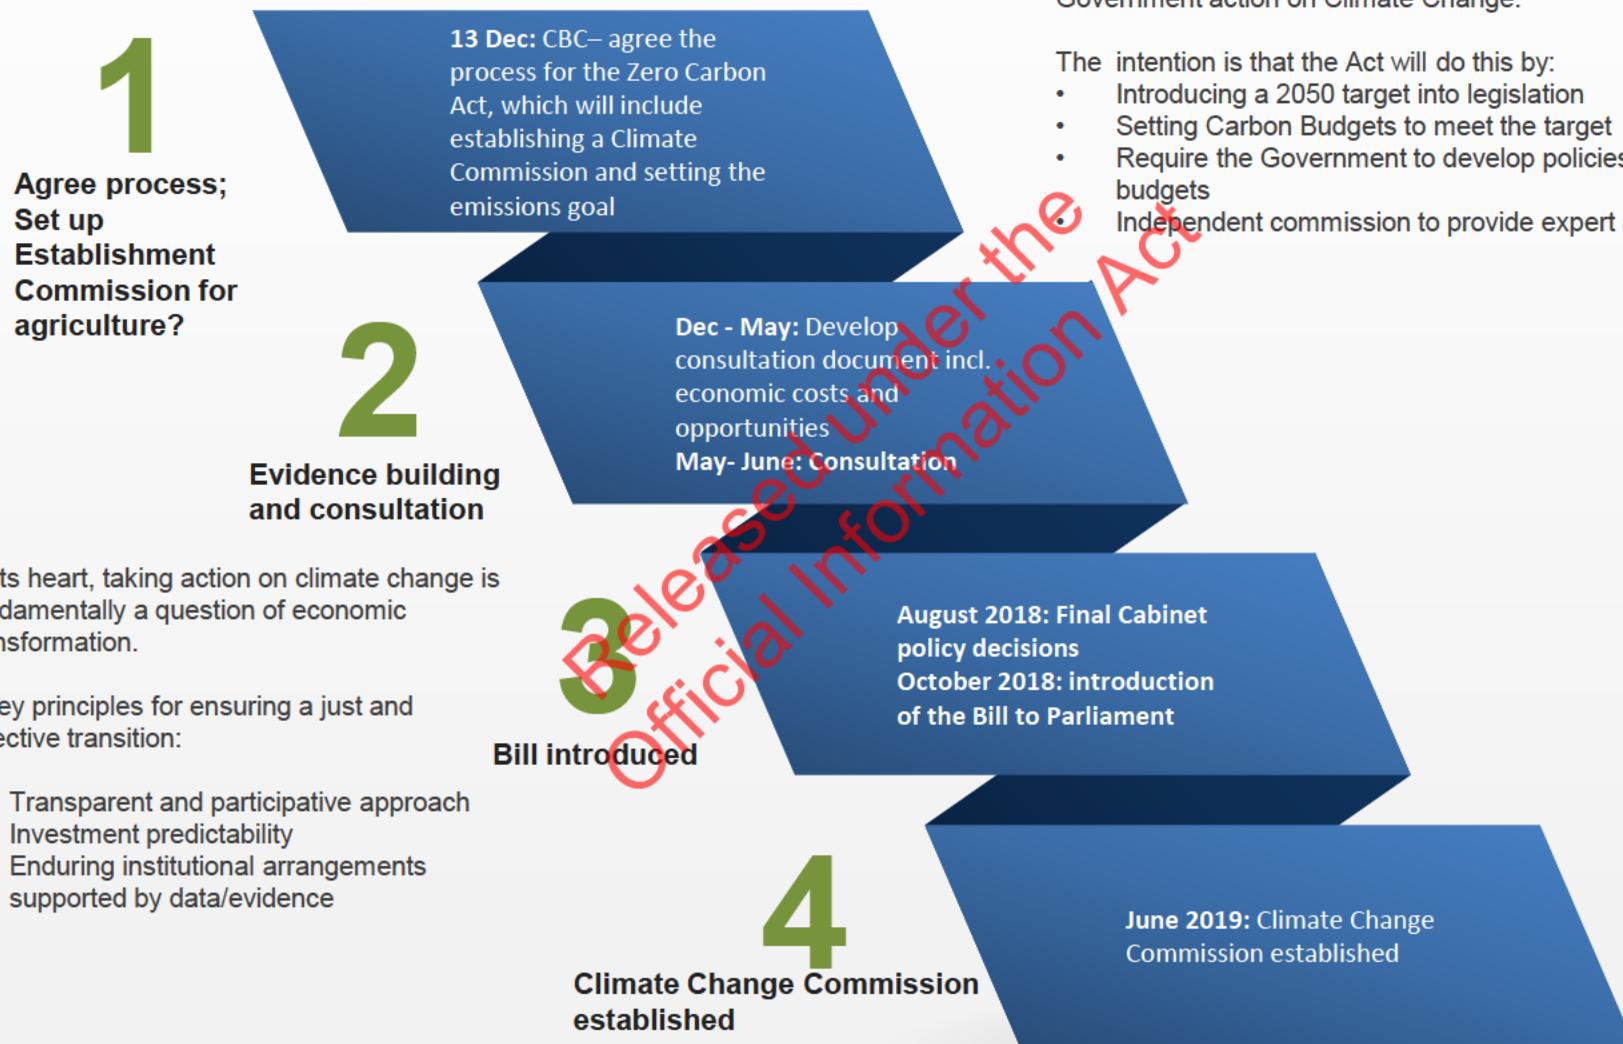 Government action on Climate Change.
The intention is that the Act will do this by:
• Introducing a 2050 target into legislation
• Setting Carbon Budgets to meet the target
• Require the Government to develop policies
budgets
• Independent commission to provide expert
1
Agree process;
Set up
Establishment
Commission for
agriculture?
13 Dec: CBC– agree the
process for the Zero Carbon
Act, which will include
establishing a Climate
Commission and setting the
emissions goal
2
Evidence building
and consultation
Dec - May: Develop
consultation document incl.
economic costs and
opportunities
May- June: Consultation
ts heart, taking action on climate change is
damentally a question of economic
nsformation.
ey principles for ensuring a just and
ective transition:
Transparent and participative approach
Investment predictability
Enduring institutional arrangements
supported by data/evidence
3
Bill introduced
August 2018: Final Cabinet
policy decisions
October 2018: introduction
of the Bill to Parliament
4
Climate Change Commission
established
June 2019: Climate Change
Commission established
Released under the
Official Information Act